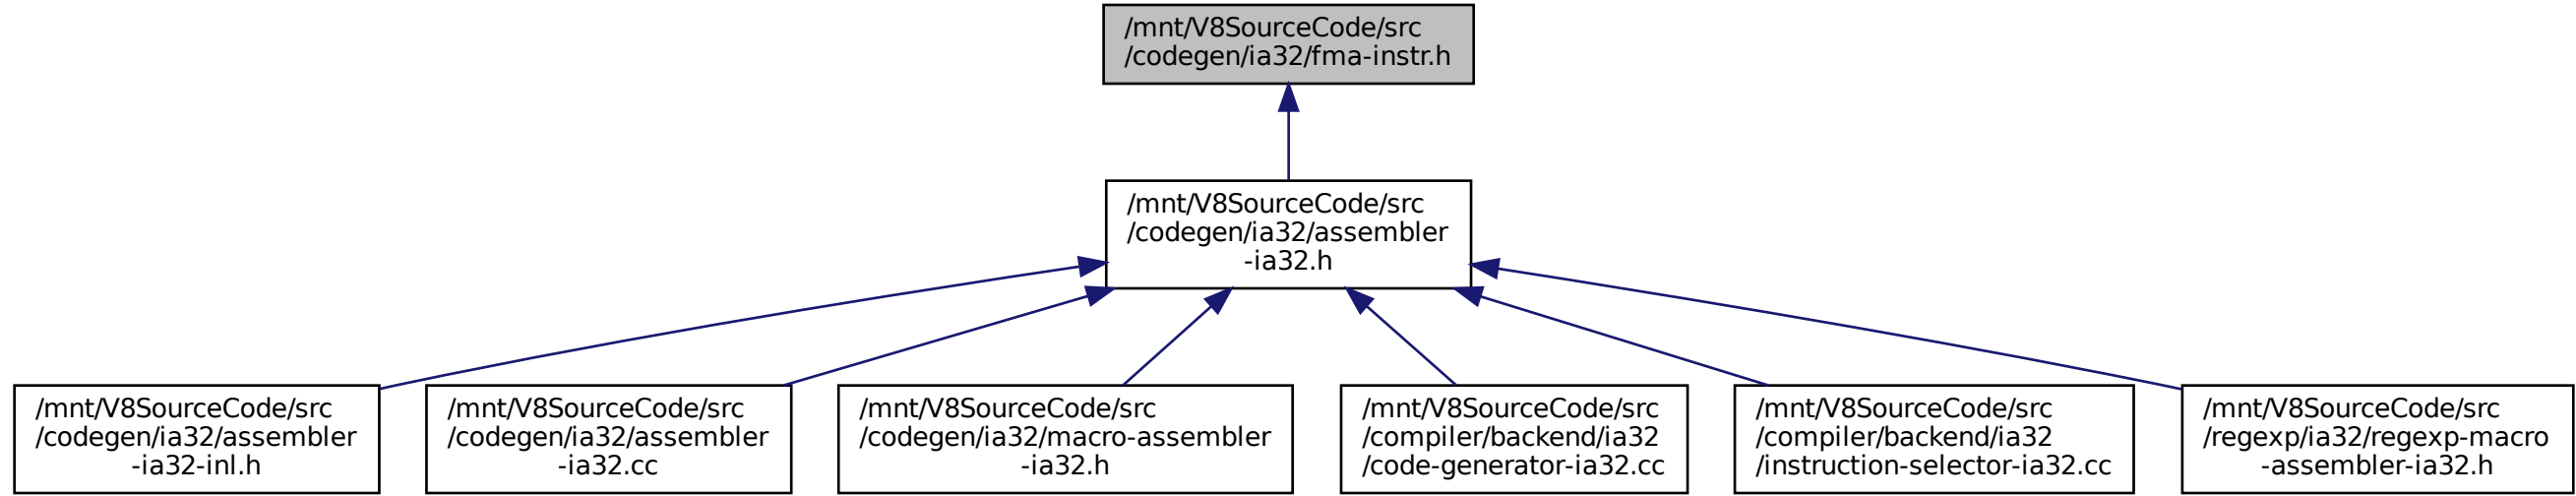 /mnt/V8SourceCode/src
/codegen/ia32/fma-instr.h
/mnt/V8SourceCode/src
/codegen/ia32/assembler
-ia32.h
/mnt/V8SourceCode/src
/codegen/ia32/assembler
-ia32-inl.h
/mnt/V8SourceCode/src
/codegen/ia32/assembler
-ia32.cc
/mnt/V8SourceCode/src
/codegen/ia32/macro-assembler
-ia32.h
/mnt/V8SourceCode/src
/compiler/backend/ia32
/code-generator-ia32.cc
/mnt/V8SourceCode/src
/compiler/backend/ia32
/instruction-selector-ia32.cc
/mnt/V8SourceCode/src
/regexp/ia32/regexp-macro
-assembler-ia32.h